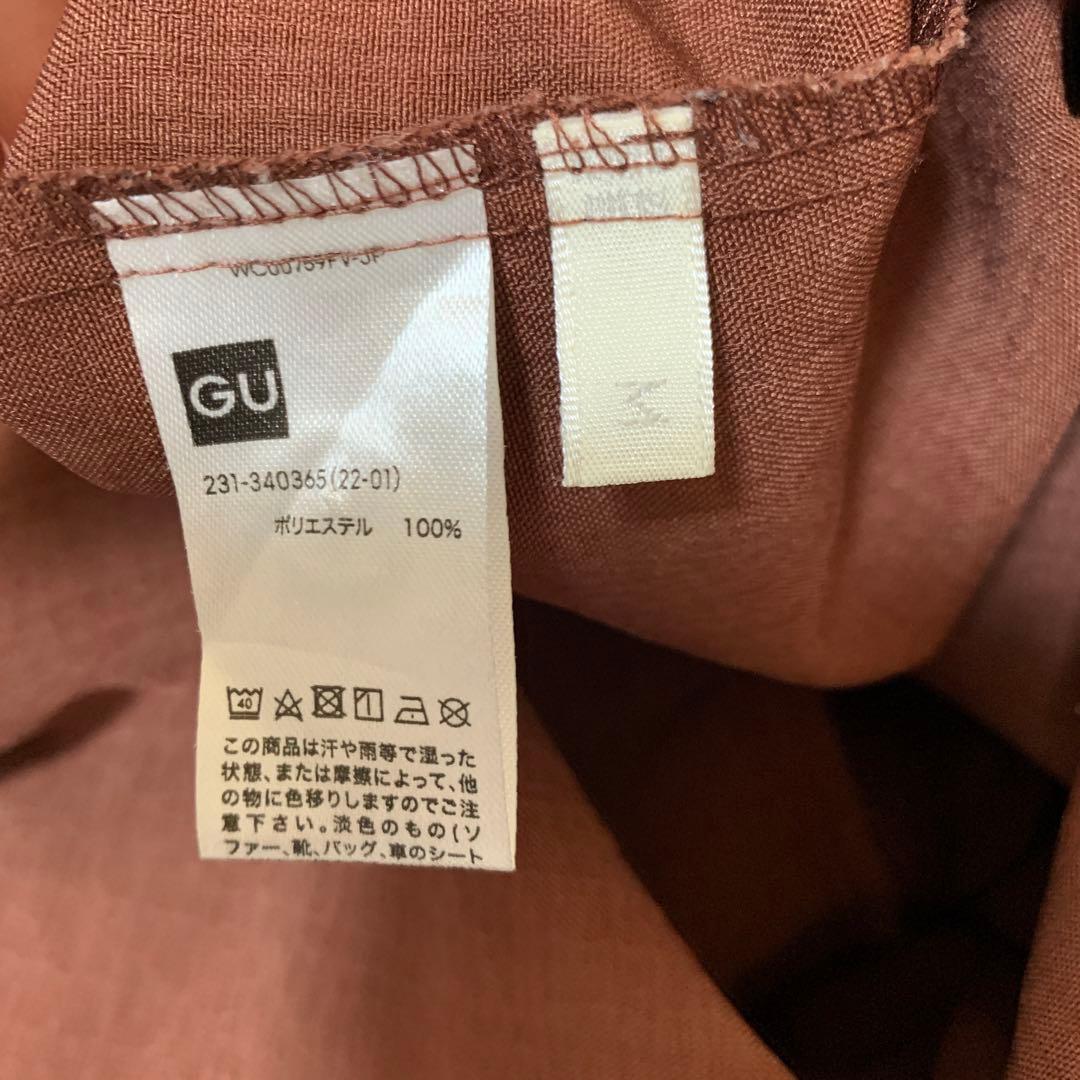 GU
231-340365(22-01)
ポリエステル 100%
40
この商品は汗や雨等で湿った
状態、または摩擦によって、他
の物に色移りしますのでご注
意下さい。淡色のもの(ソ
ファー、靴、バッグ、車のシート
M